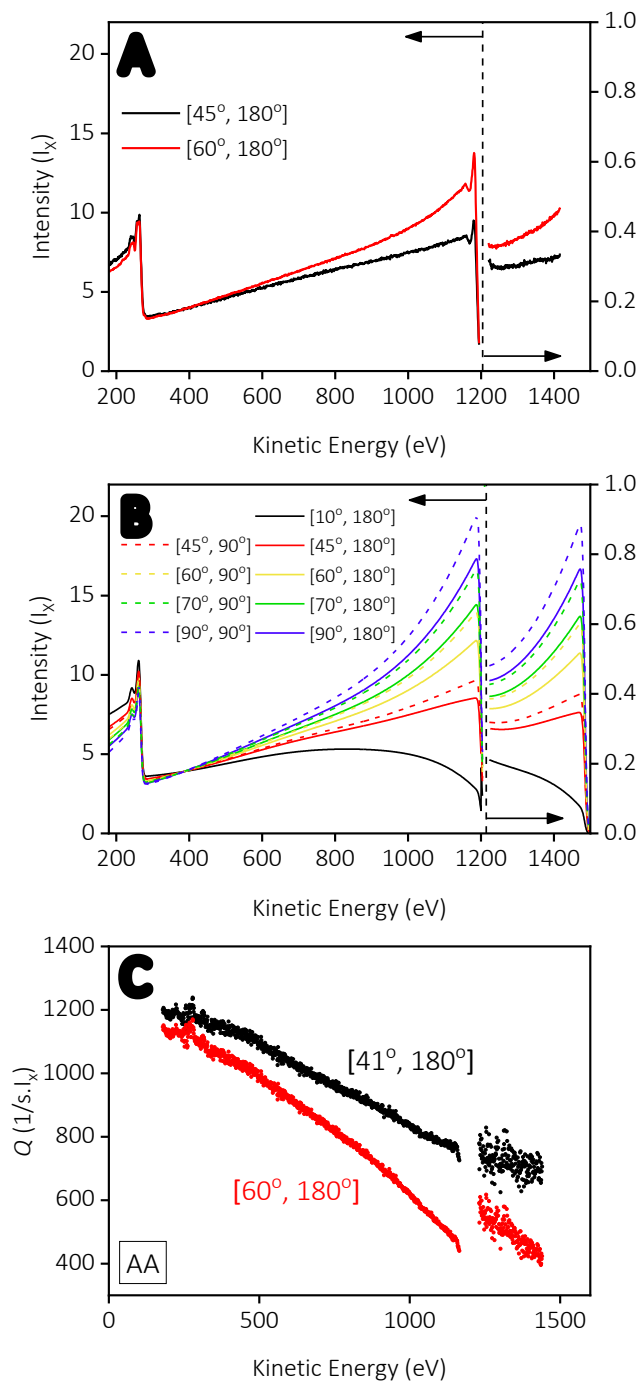 A
[45°, 180°]
[60°, 180°]
20
15
10
5
0
1.0
0.8
0.6
0.4
0.2
0.0
Intensity (Iₓ)
200 400 600 800 1000 1200 1400
Kinetic Energy (eV)
B
[10°, 180°]
[45°, 90°] [45°, 180°]
[60°, 90°] [60°, 180°]
[70°, 90°] [70°, 180°]
[90°, 90°] [90°, 180°]
20
15
10
5
0
1.0
0.8
0.6
0.4
0.2
0.0
Intensity (Iₓ)
200 400 600 800 1000 1200 1400
Kinetic Energy (eV)
C
1400
1200
1000
800
600
400
Q (1/s.Iₓ)
[41°, 180°]
[60°, 180°]
AA
0 500 1000 1500
Kinetic Energy (eV)